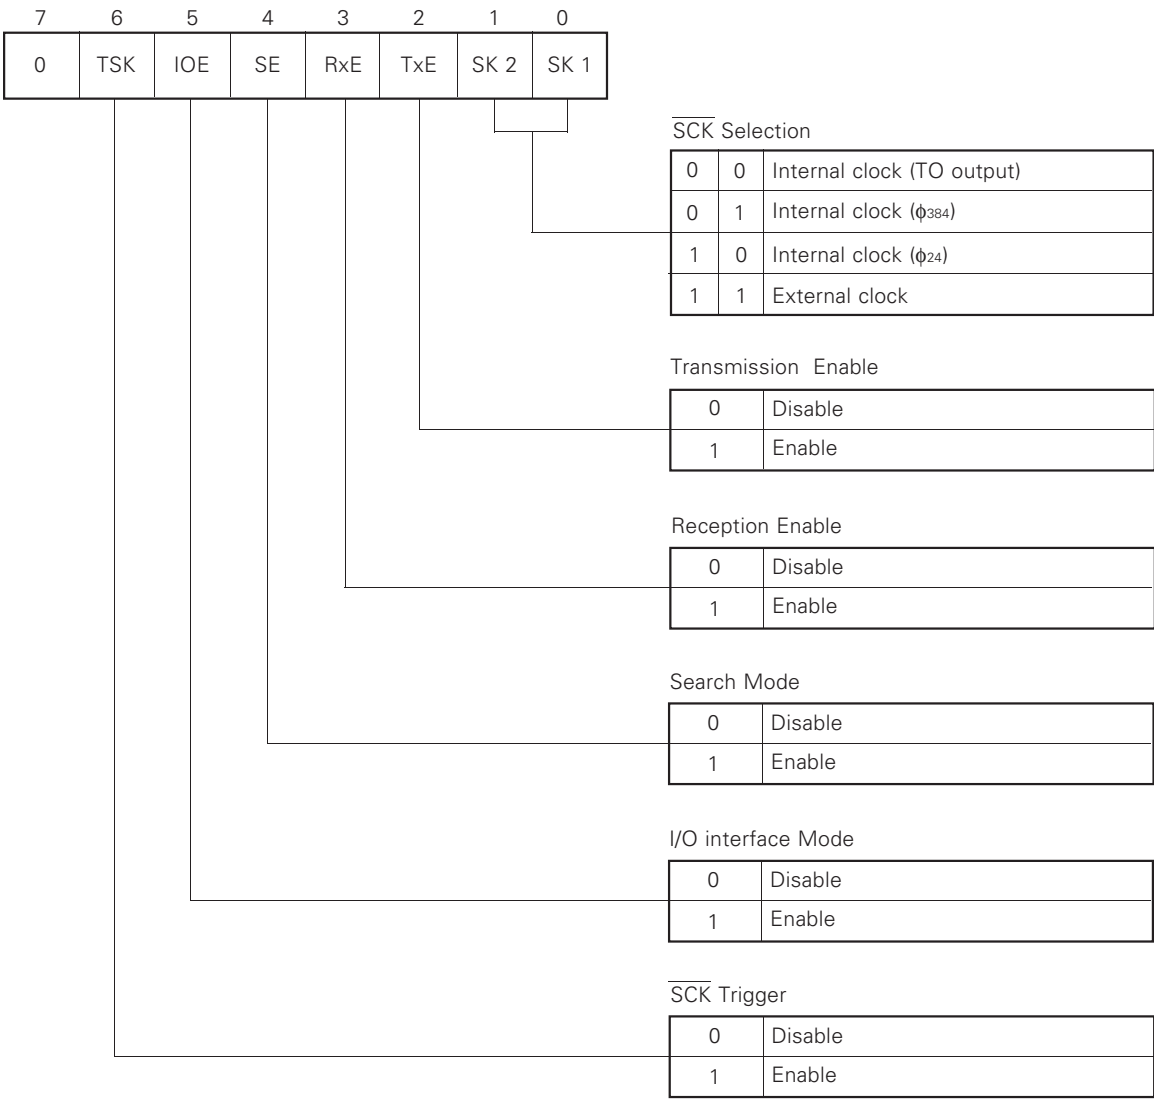 7 6 5 4 3 2 1 0
0 TSK IOE SE RxE TxE SK 2 SK 1
SCK Selection
0 0 Internal clock (TO output)
0 1 Internal clock (ϕ384)
1 0 Internal clock (ϕ24)
1 1 External clock
Transmission Enable
0 Disable
1 Enable
Reception Enable
0 Disable
1 Enable
Search Mode
0 Disable
1 Enable
I/O interface Mode
0 Disable
1 Enable
SCK Trigger
0 Disable
1 Enable